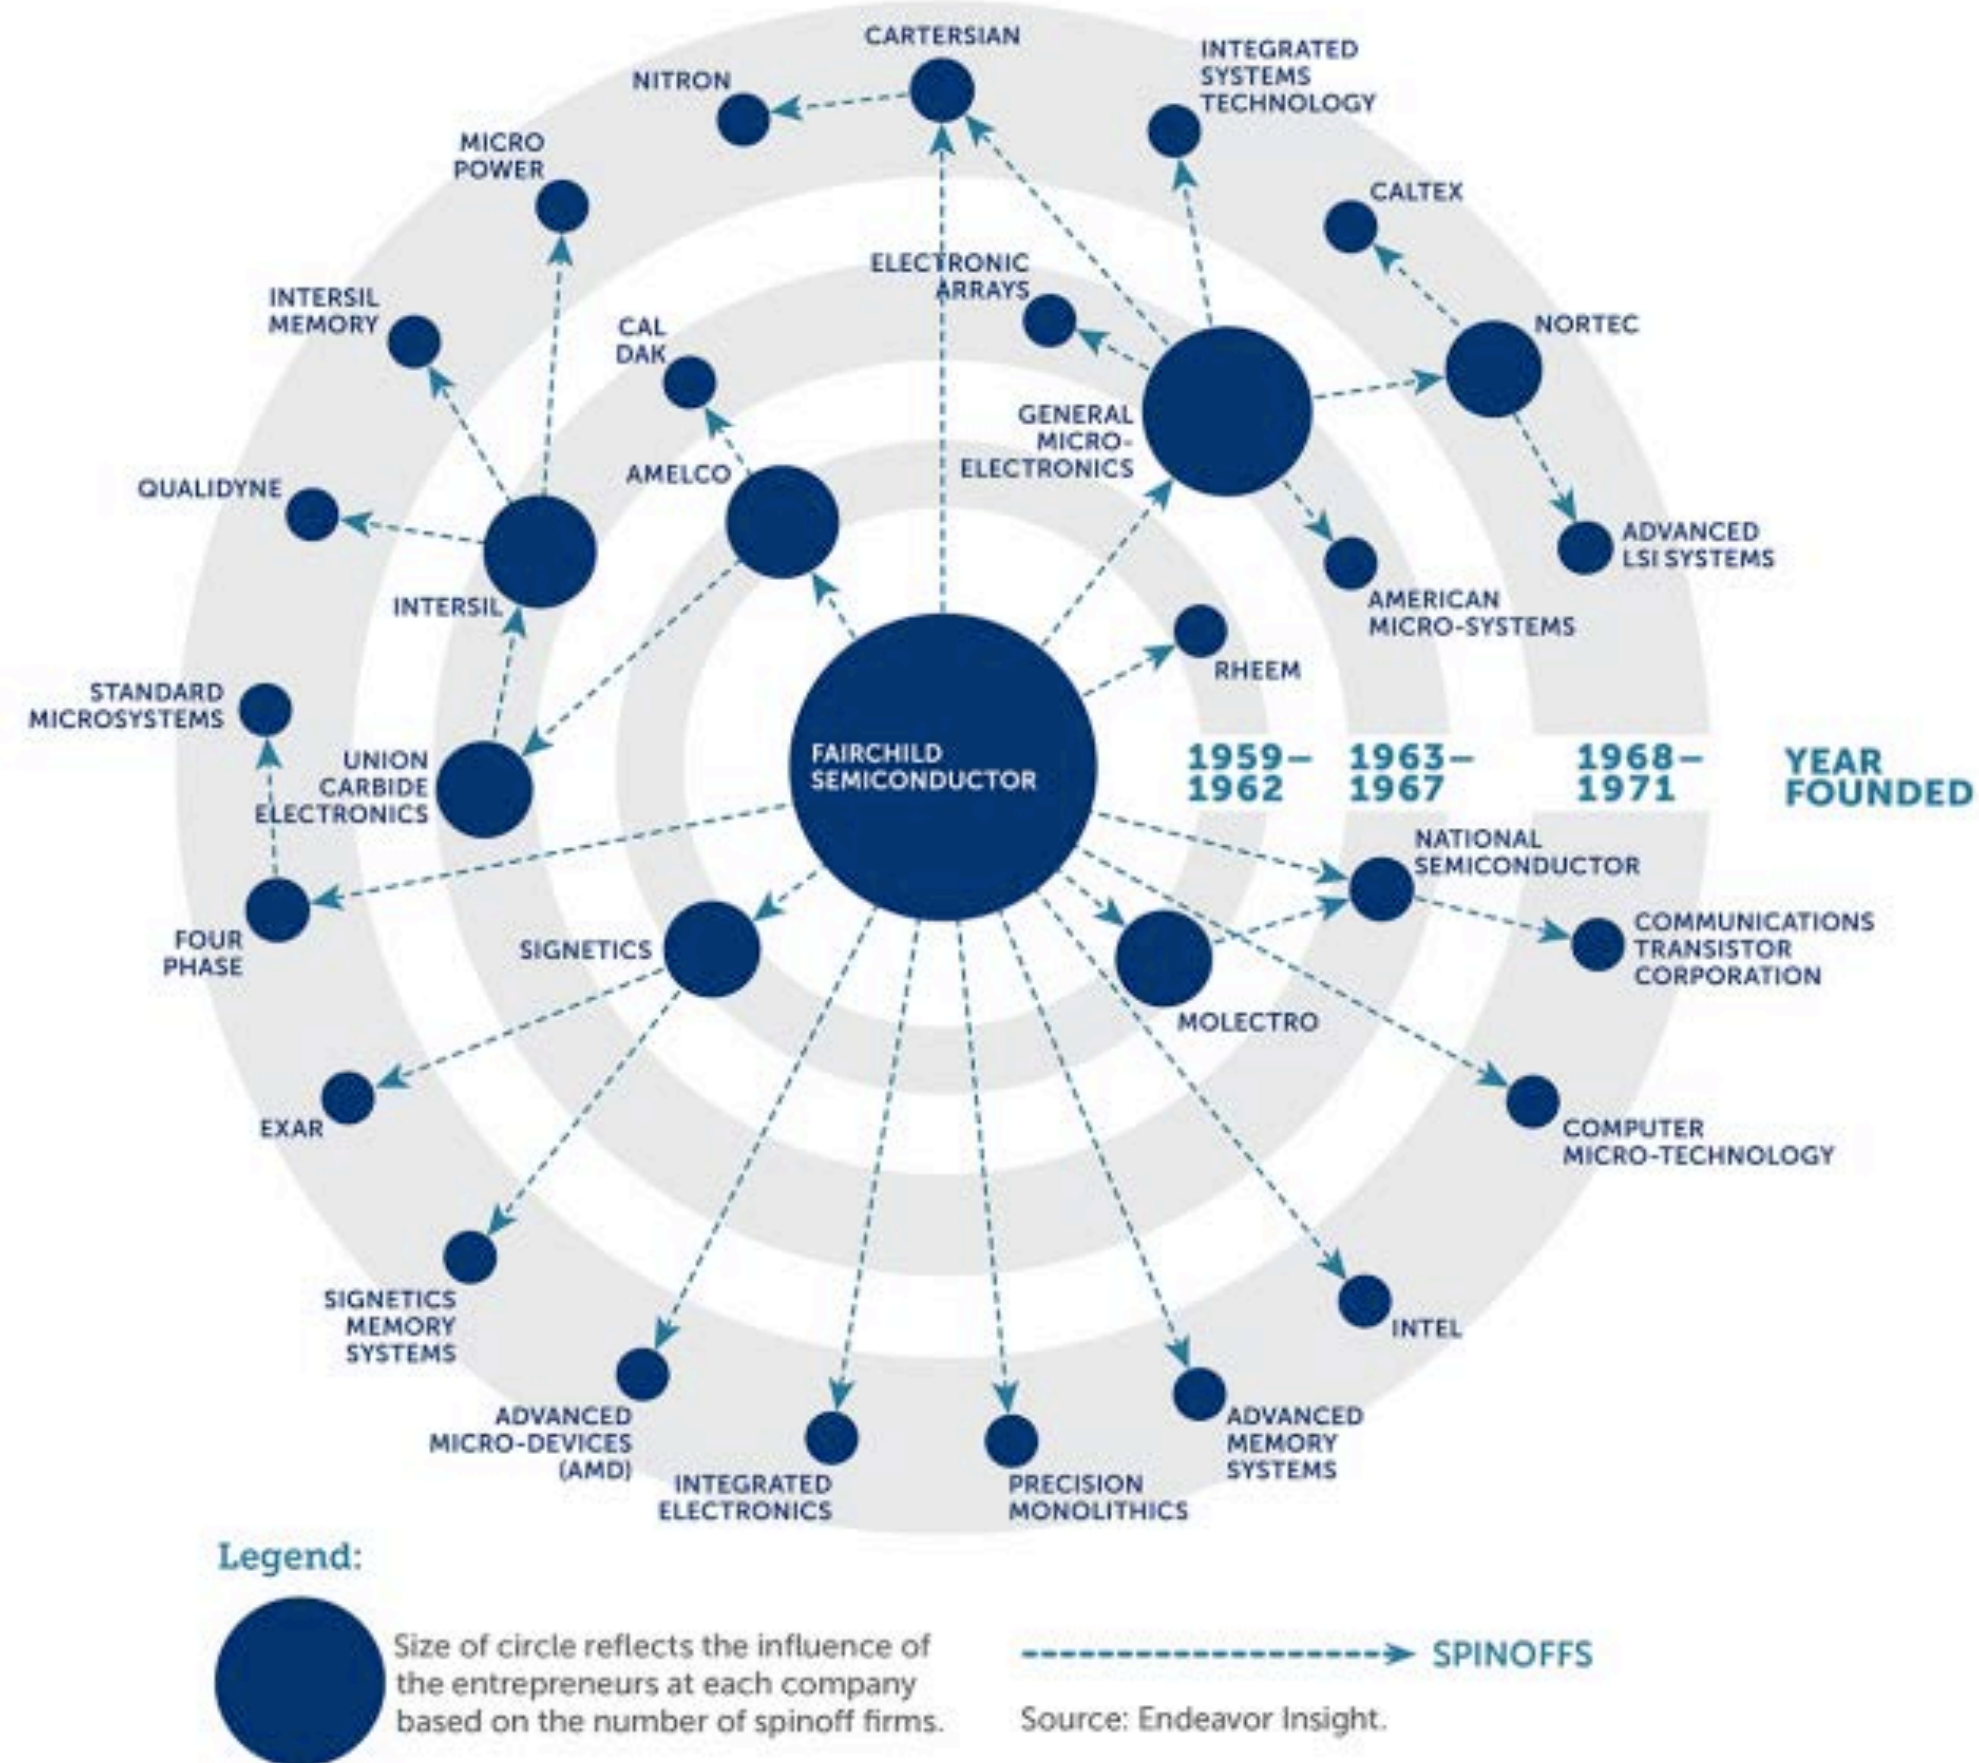 CARTERSIAN
INTEGRATED
SYSTEMS
TECHNOLOGY
NITRON
MICRO
POWER
CALTEX
ELECTRONIC
ARRAYS
INTERSIL
MEMORY
CAL
DAK
NORTEC
GENERAL
MICRO-
ELECTRONICS
AMELCO
QUALIDYNE
ADVANCED
LSI SYSTEMS
INTERSIL
AMERICAN
MICRO-SYSTEMS
RHEEM
STANDARD
MICROSYSTEMS
UNION
CARBIDE
ELECTRONICS
FAIRCHILD
SEMICONDUCTOR
1959–
1962
1963–
1967
1968–
1971
YEAR
FOUNDED
NATIONAL
SEMICONDUCTOR
FOUR
PHASE
SIGNETICS
COMMUNICATIONS
TRANSISTOR
CORPORATION
MOLECTRO
EXAR
COMPUTER
MICRO-TECHNOLOGY
SIGNETICS
MEMORY
SYSTEMS
INTEL
ADVANCED
MICRO-DEVICES
(AMD)
INTEGRATED
ELECTRONICS
PRECISION
MONOLITHICS
ADVANCED
MEMORY
SYSTEMS
Legend:
Size of circle reflects the influence of
the entrepreneurs at each company
based on the number of spinoff firms.
SPINOFFS
Source: Endeavor Insight.